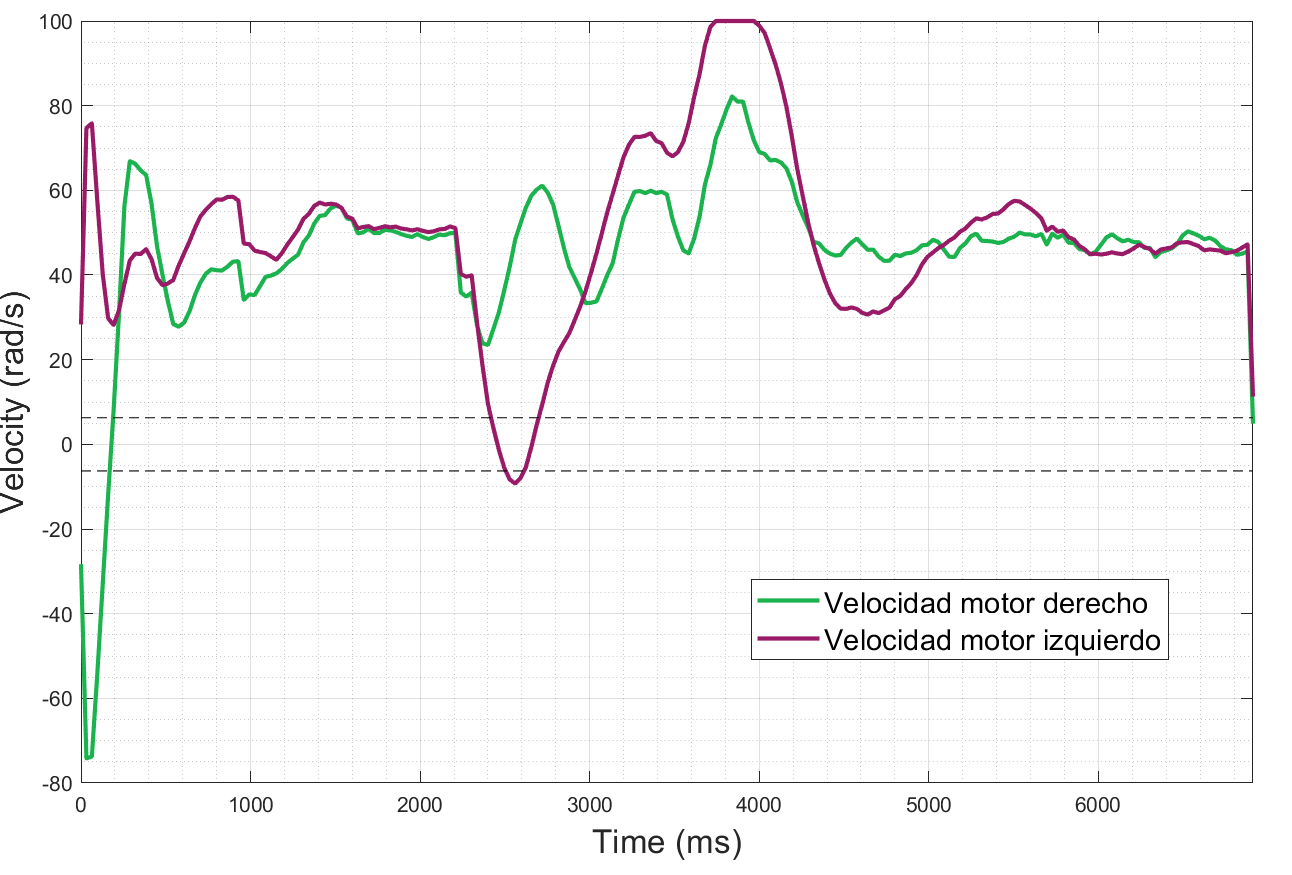 100
80
60
40
20
0
-20
-40
-60
-80
Velocity (rad/s)
Velocidad motor derecho
Velocidad motor izquierdo
0 1000 2000 3000 4000 5000 6000
Time (ms)